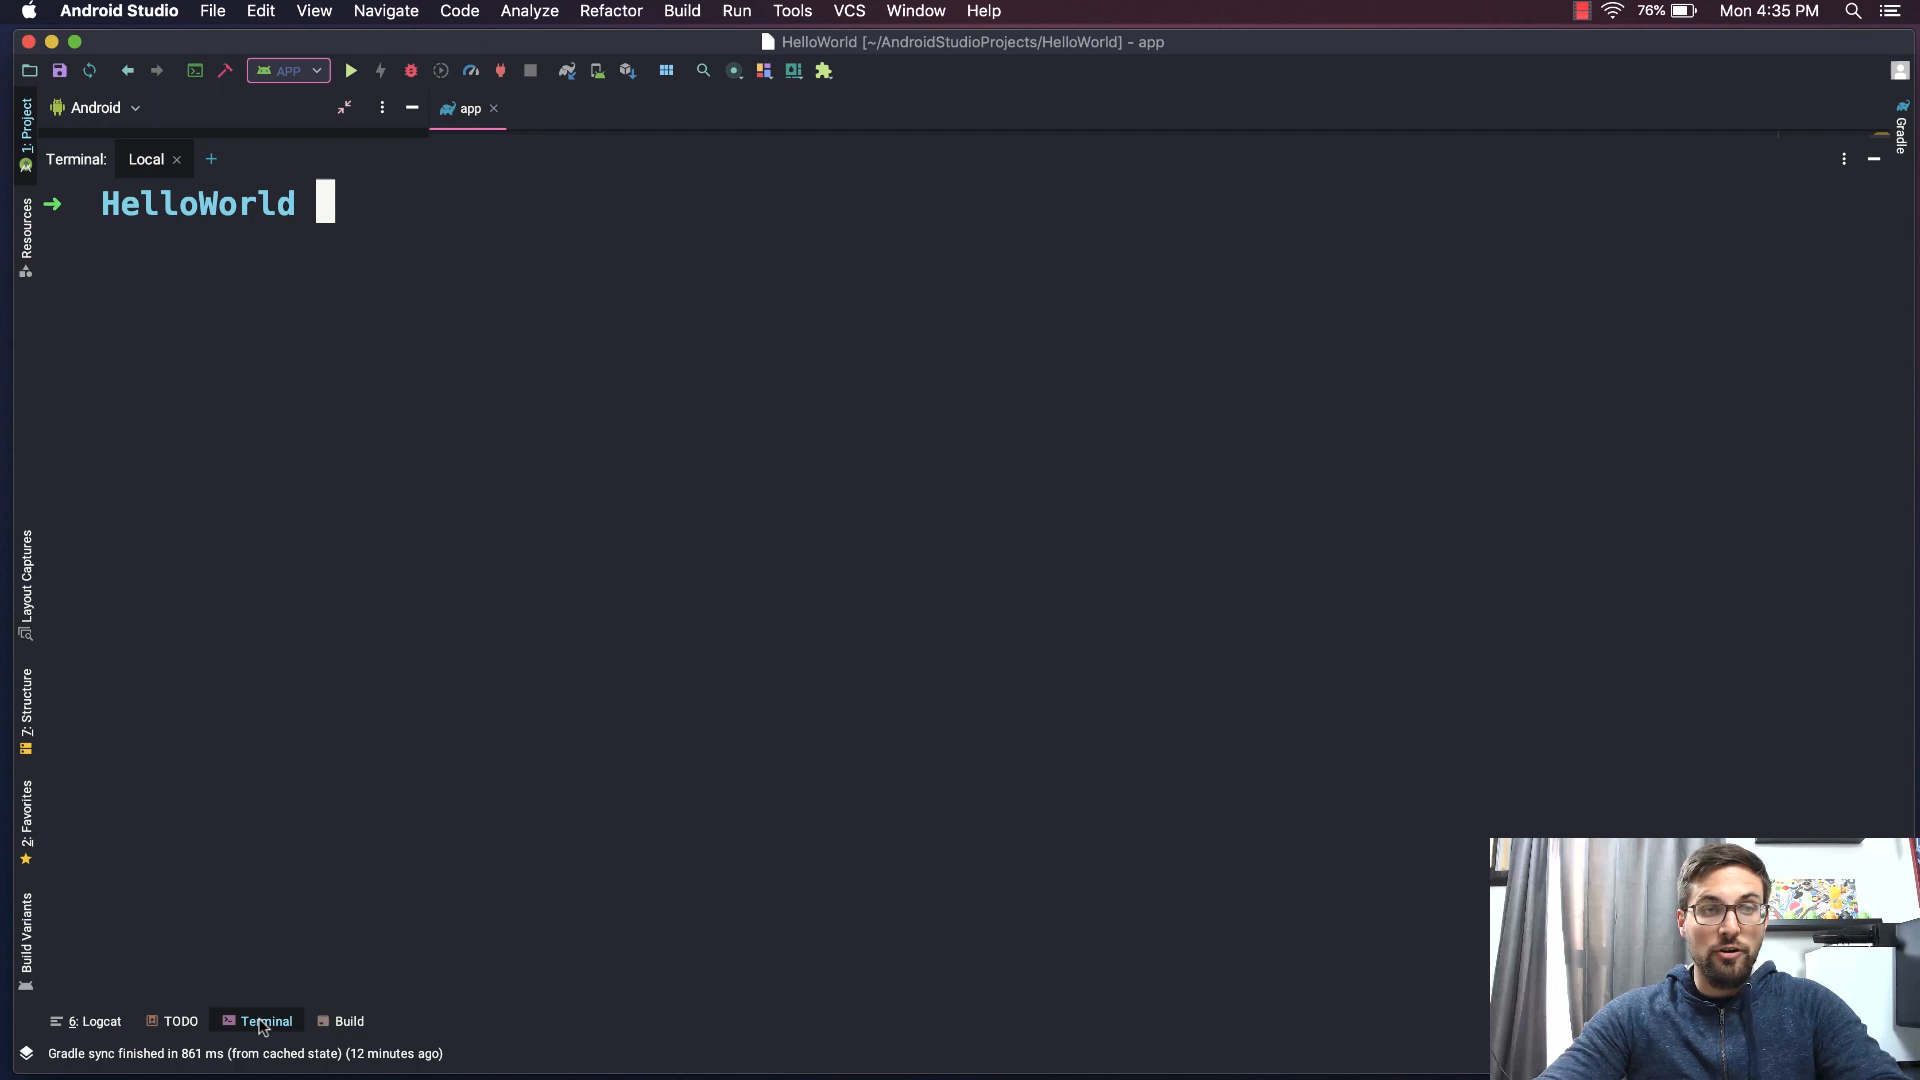 Android Studio File Edit View Navigate Code Analyze Refactor Build Run Tools VCS Window Help 76% Mon 4:35 PM
HelloWorld [~/AndroidStudioProjects/HelloWorld] - app
APP
1: Project
Android
app
Gradle
Terminal: Local +
➜ HelloWorld
Resources
Layout Captures
7: Structure
2: Favorites
Build Variants
6: Logcat TODO Terminal Build
Gradle sync finished in 861 ms (from cached state) (12 minutes ago)